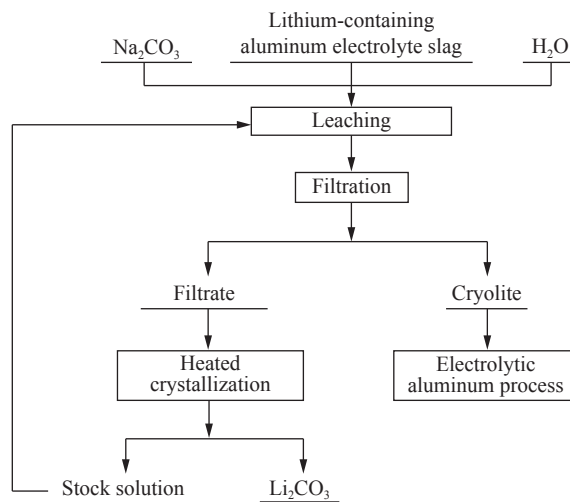 Lithium-containing
Na₂CO₃ aluminum electrolyte slag H₂O
Leaching
Filtration
Filtrate Cryolite
Heated
crystallization
Electrolytic
aluminum process
Stock solution Li₂CO₃